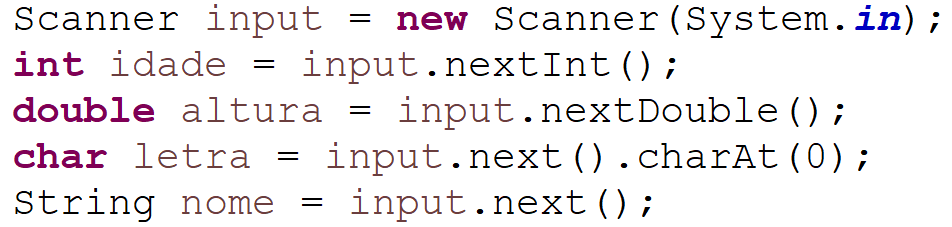 Scanner input = new Scanner(System.in);
int idade = input.nextInt();
double altura = input.nextDouble();
char letra = input.next().charAt(0);
String nome = input.next();